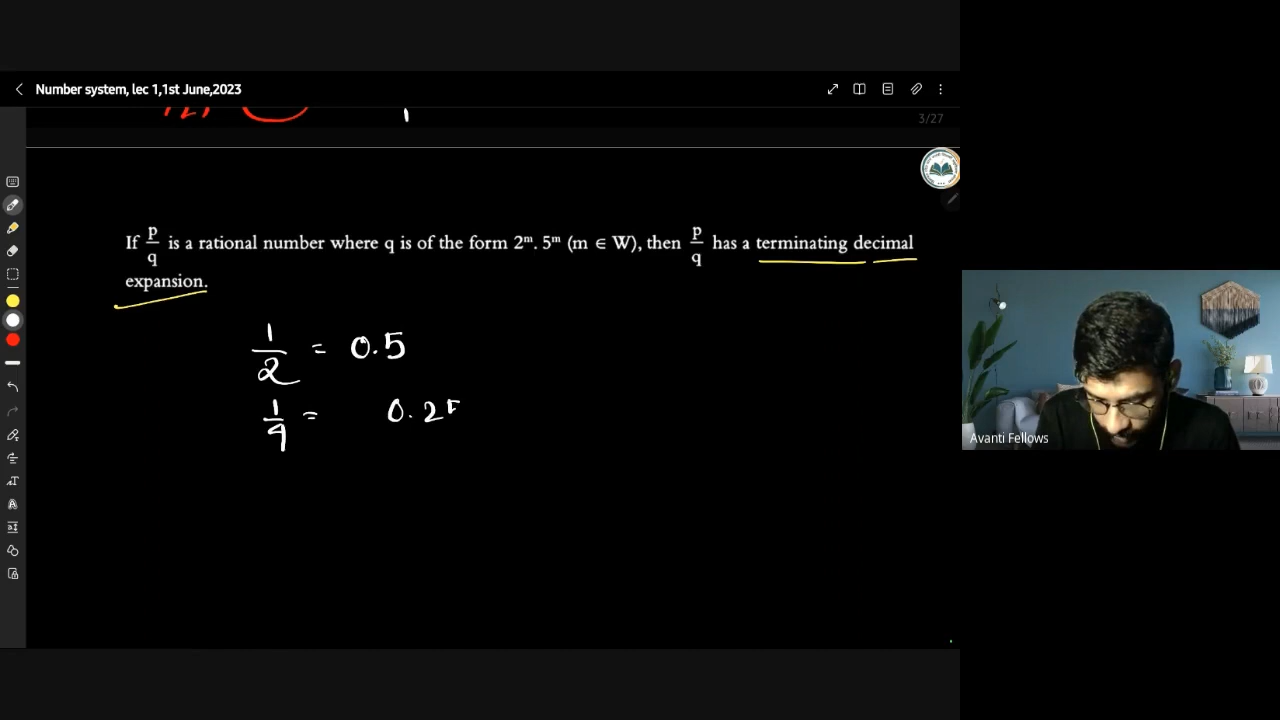 Number system, lec 1,1st June,2023
3/27
If p/q is a rational number where q is of the form 2ᵐ. 5ᵐ (m ∈ W), then p/q has a terminating decimal
expansion.
1/2 = 0.5
1/4 = 0.25
Avanti Fellows